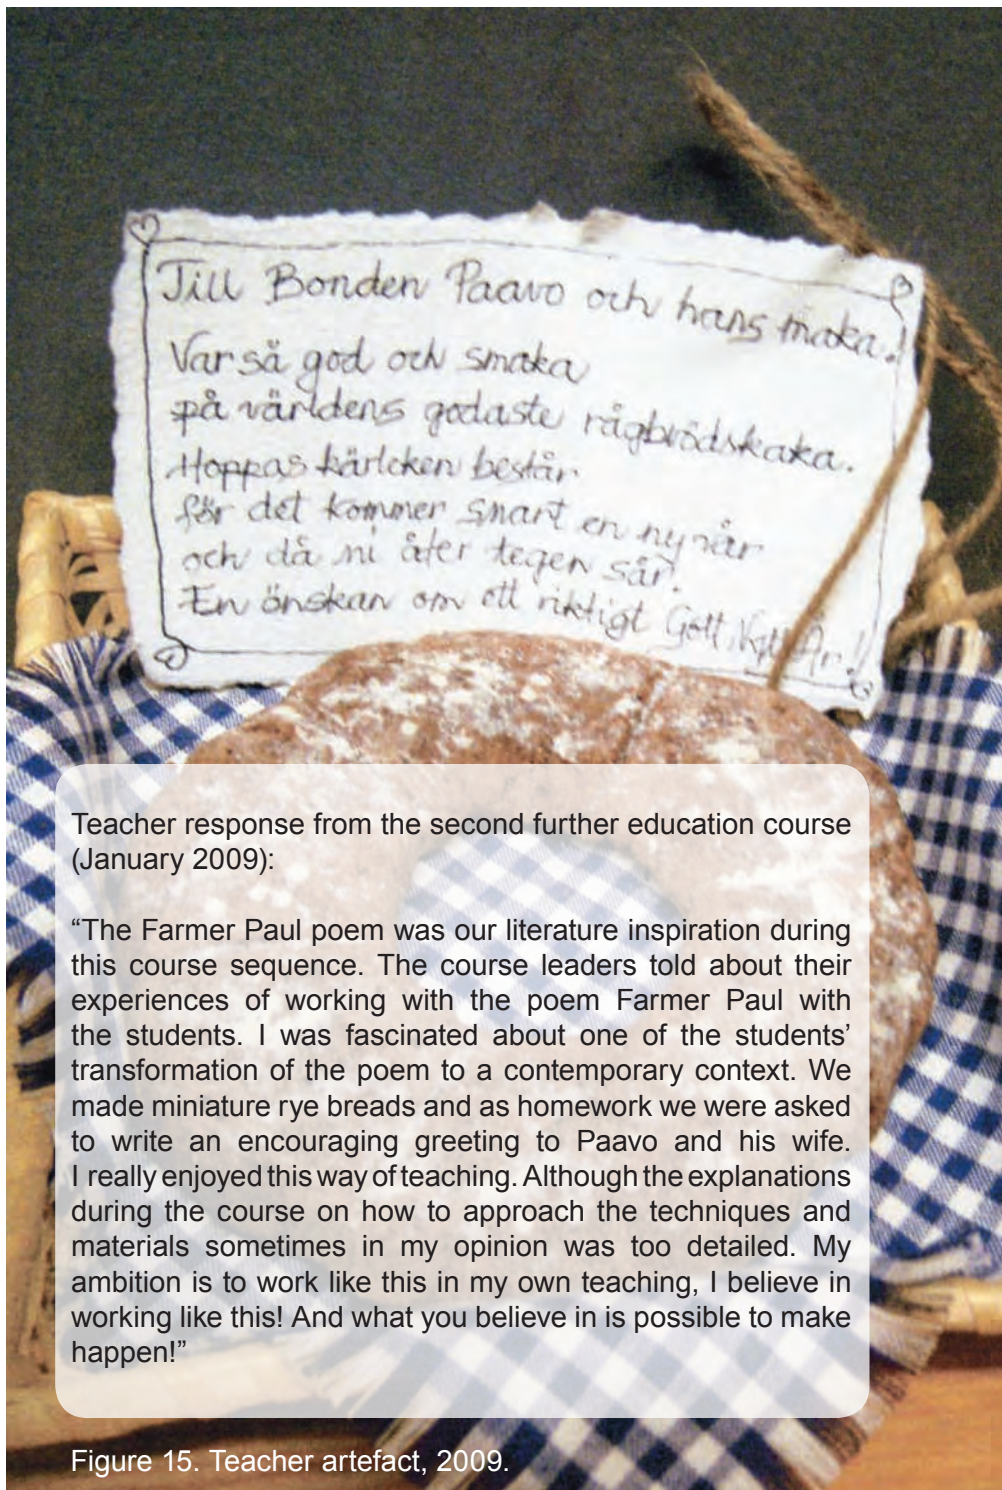 Till Bonden Paavo och hans maka!
Var så god och smaka
på världens godaste rågbrödskaka.
Hoppas kärleken består
för det kommer snart en ny vår
och då ni åter tegen sår.
En önskan om ett riktigt Gott Nytt År!
Teacher response from the second further education course
(January 2009):
“The Farmer Paul poem was our literature inspiration during
this course sequence. The course leaders told about their
experiences of working with the poem Farmer Paul with
the students. I was fascinated about one of the students’
transformation of the poem to a contemporary context. We
made miniature rye breads and as homework we were asked
to write an encouraging greeting to Paavo and his wife.
I really enjoyed this way of teaching. Although the explanations
during the course on how to approach the techniques and
materials sometimes in my opinion was too detailed. My
ambition is to work like this in my own teaching, I believe in
working like this! And what you believe in is possible to make
happen!”
Figure 15. Teacher artefact, 2009.